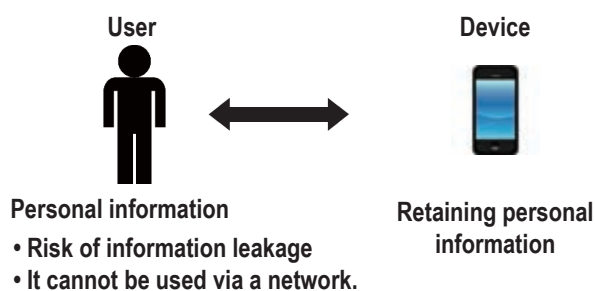 User
Device
Personal information
• Risk of information leakage
• It cannot be used via a network.
Retaining personal
information